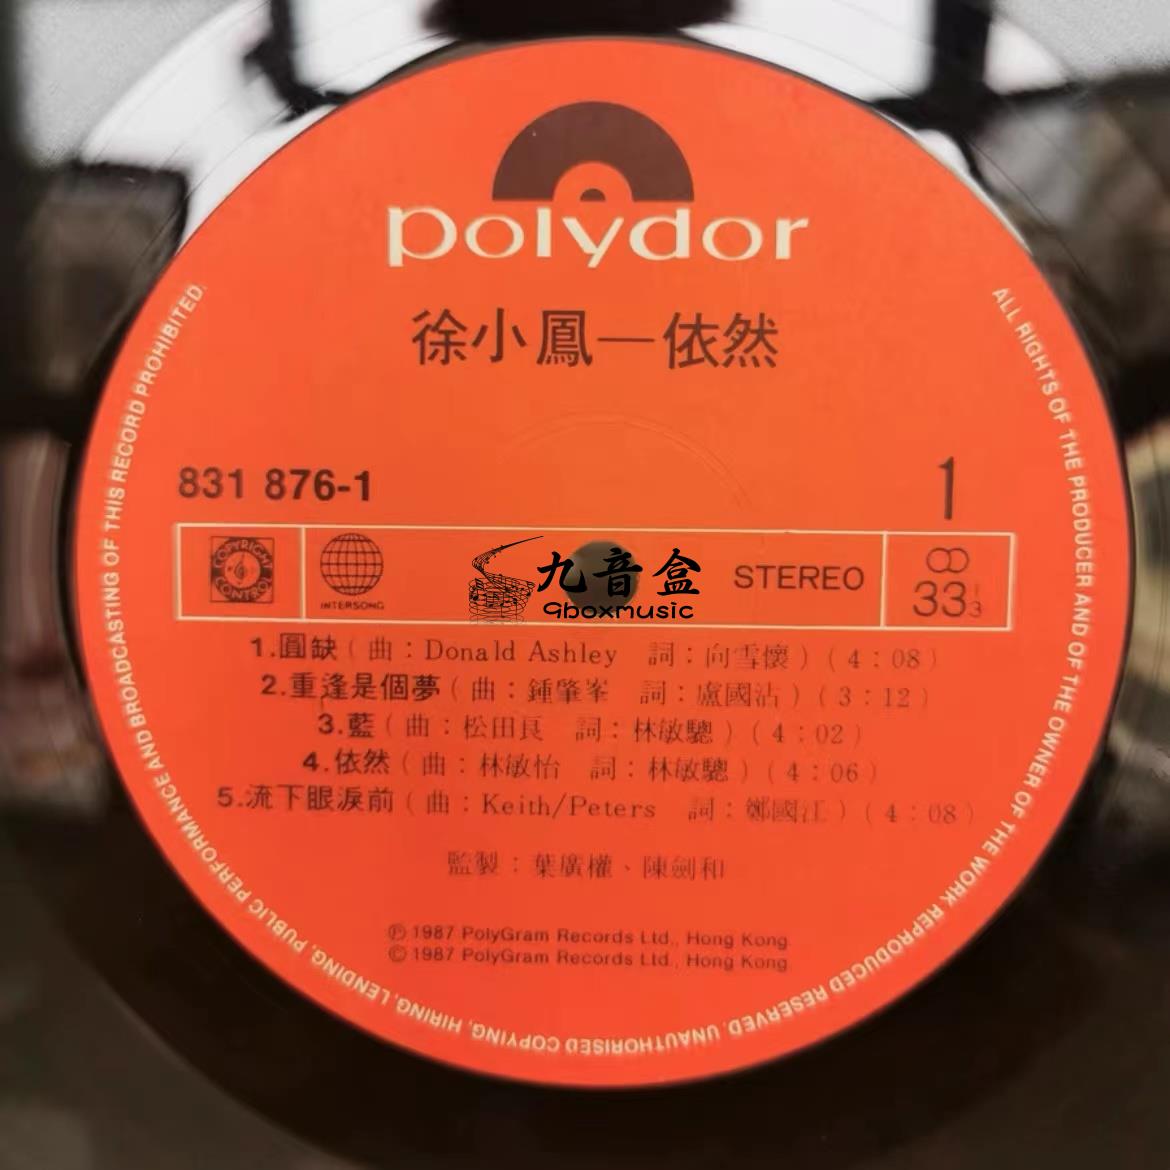 polydor
徐小鳳—依然
831 876-1
1
COPYRIGHT CONTROL
INTERSONG
九音盒
9boxmusic
STEREO
33 1/3
1.圓缺(曲:Donald Ashley 詞:向雪懷)(4:08)
2.重逢是個夢(曲:鍾肇峯 詞:盧國沾)(3:12)
3.藍(曲:松田良 詞:林敏驄)(4:02)
4.依然(曲:林敏怡 詞:林敏驄)(4:06)
5.流下眼淚前(曲:Keith/Peters 詞:鄭國江)(4:08)
監製:葉廣權、陳劍和
Ⓟ 1987 PolyGram Records Ltd., Hong Kong
© 1987 PolyGram Records Ltd., Hong Kong
ALL RIGHTS OF THE PRODUCER AND OF THE OWNER OF THE WORK REPRODUCED RESERVED. UNAUTHORISED COPYING, HIRING, LENDING, PUBLIC PERFORMANCE AND BROADCASTING OF THIS RECORD PROHIBITED.